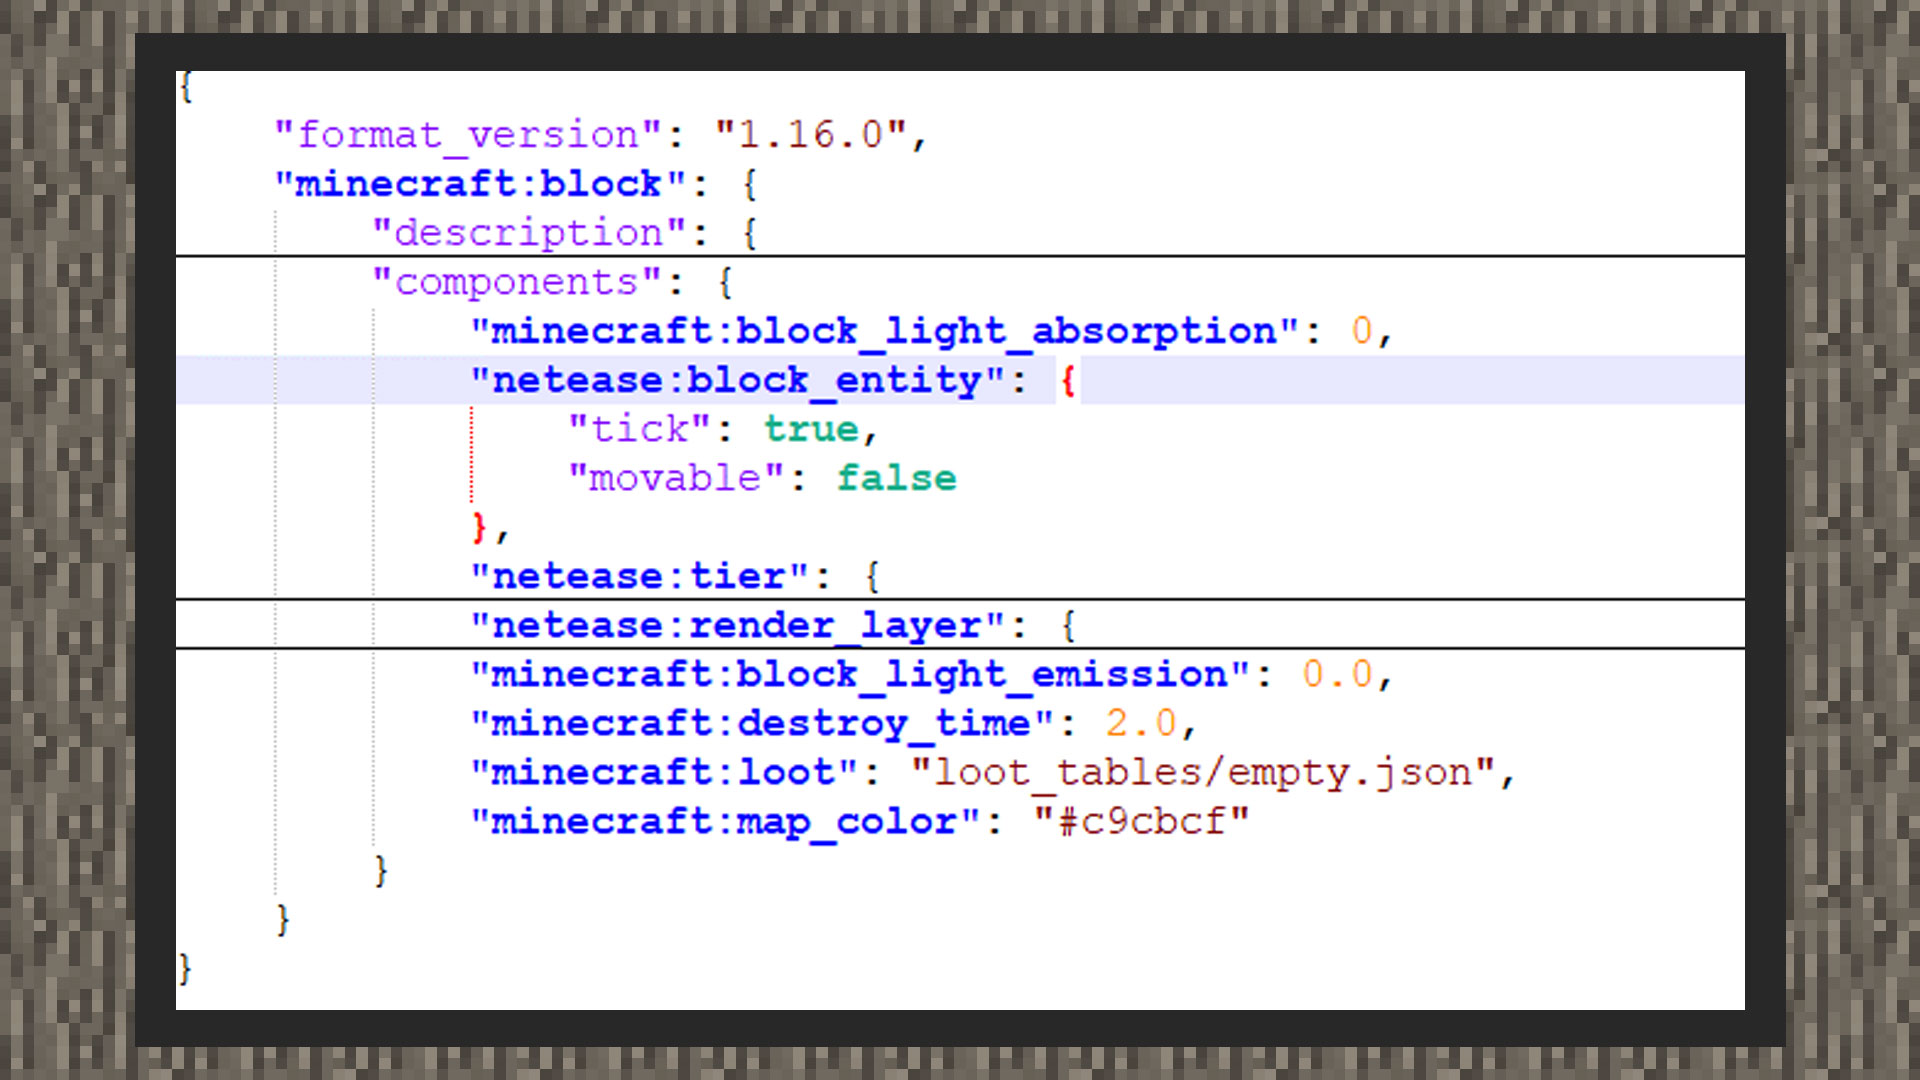 {
    "format_version": "1.16.0",
    "minecraft:block": {
        "description": {
        "components": {
            "minecraft:block_light_absorption": 0,
            "netease:block_entity": {
                "tick": true,
                "movable": false
            },
            "netease:tier": {
            "netease:render_layer": {
            "minecraft:block_light_emission": 0.0,
            "minecraft:destroy_time": 2.0,
            "minecraft:loot": "loot_tables/empty.json",
            "minecraft:map_color": "#c9cbcf"
        }
    }
}